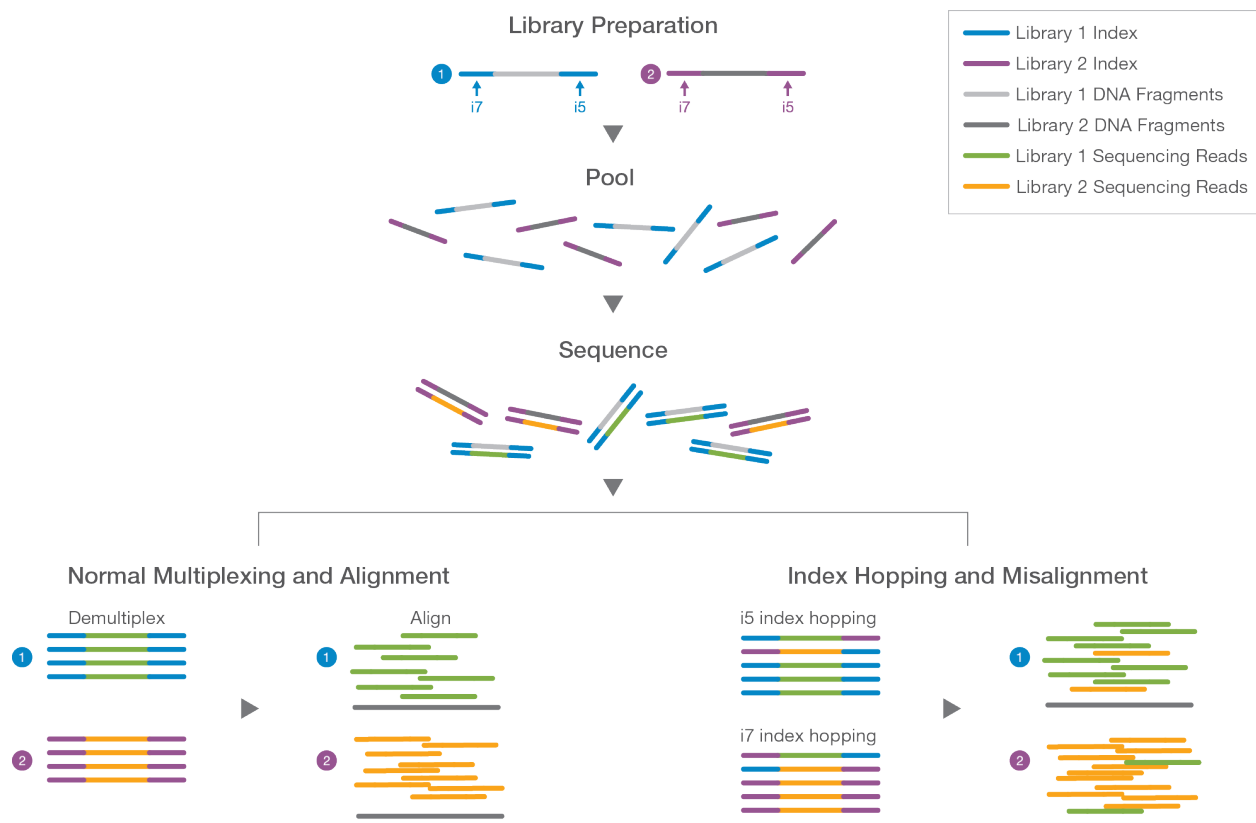 Library Preparation
1
2
i7
i5
i7
i5
Library 1 Index
Library 2 Index
Library 1 DNA Fragments
Library 2 DNA Fragments
Library 1 Sequencing Reads
Library 2 Sequencing Reads
Pool
Sequence
Normal Multiplexing and Alignment
Demultiplex
Align
1
1
2
2
Index Hopping and Misalignment
i5 index hopping
1
i7 index hopping
2